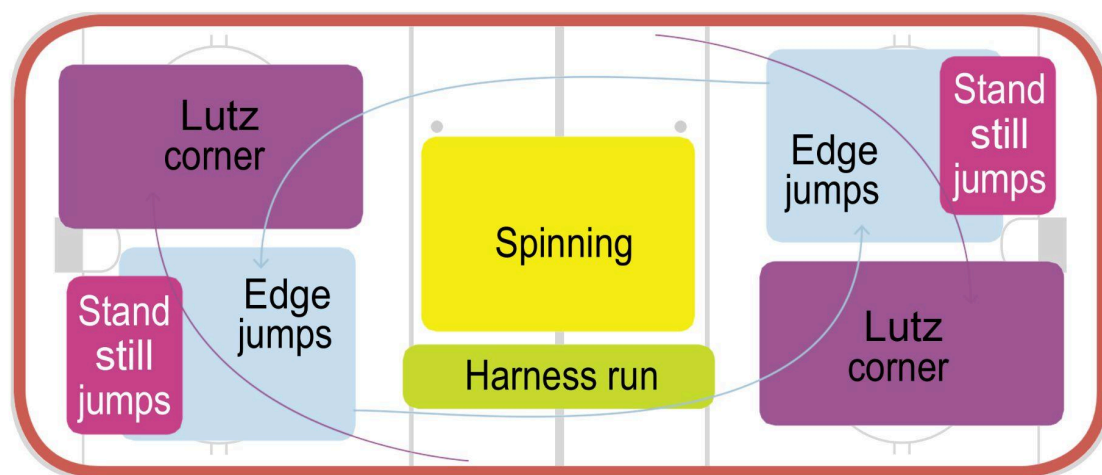 Lutz
corner
Edge
jumps
Stand
still
jumps
Spinning
Edge
jumps
Stand
still
jumps
Harness run
Lutz
corner